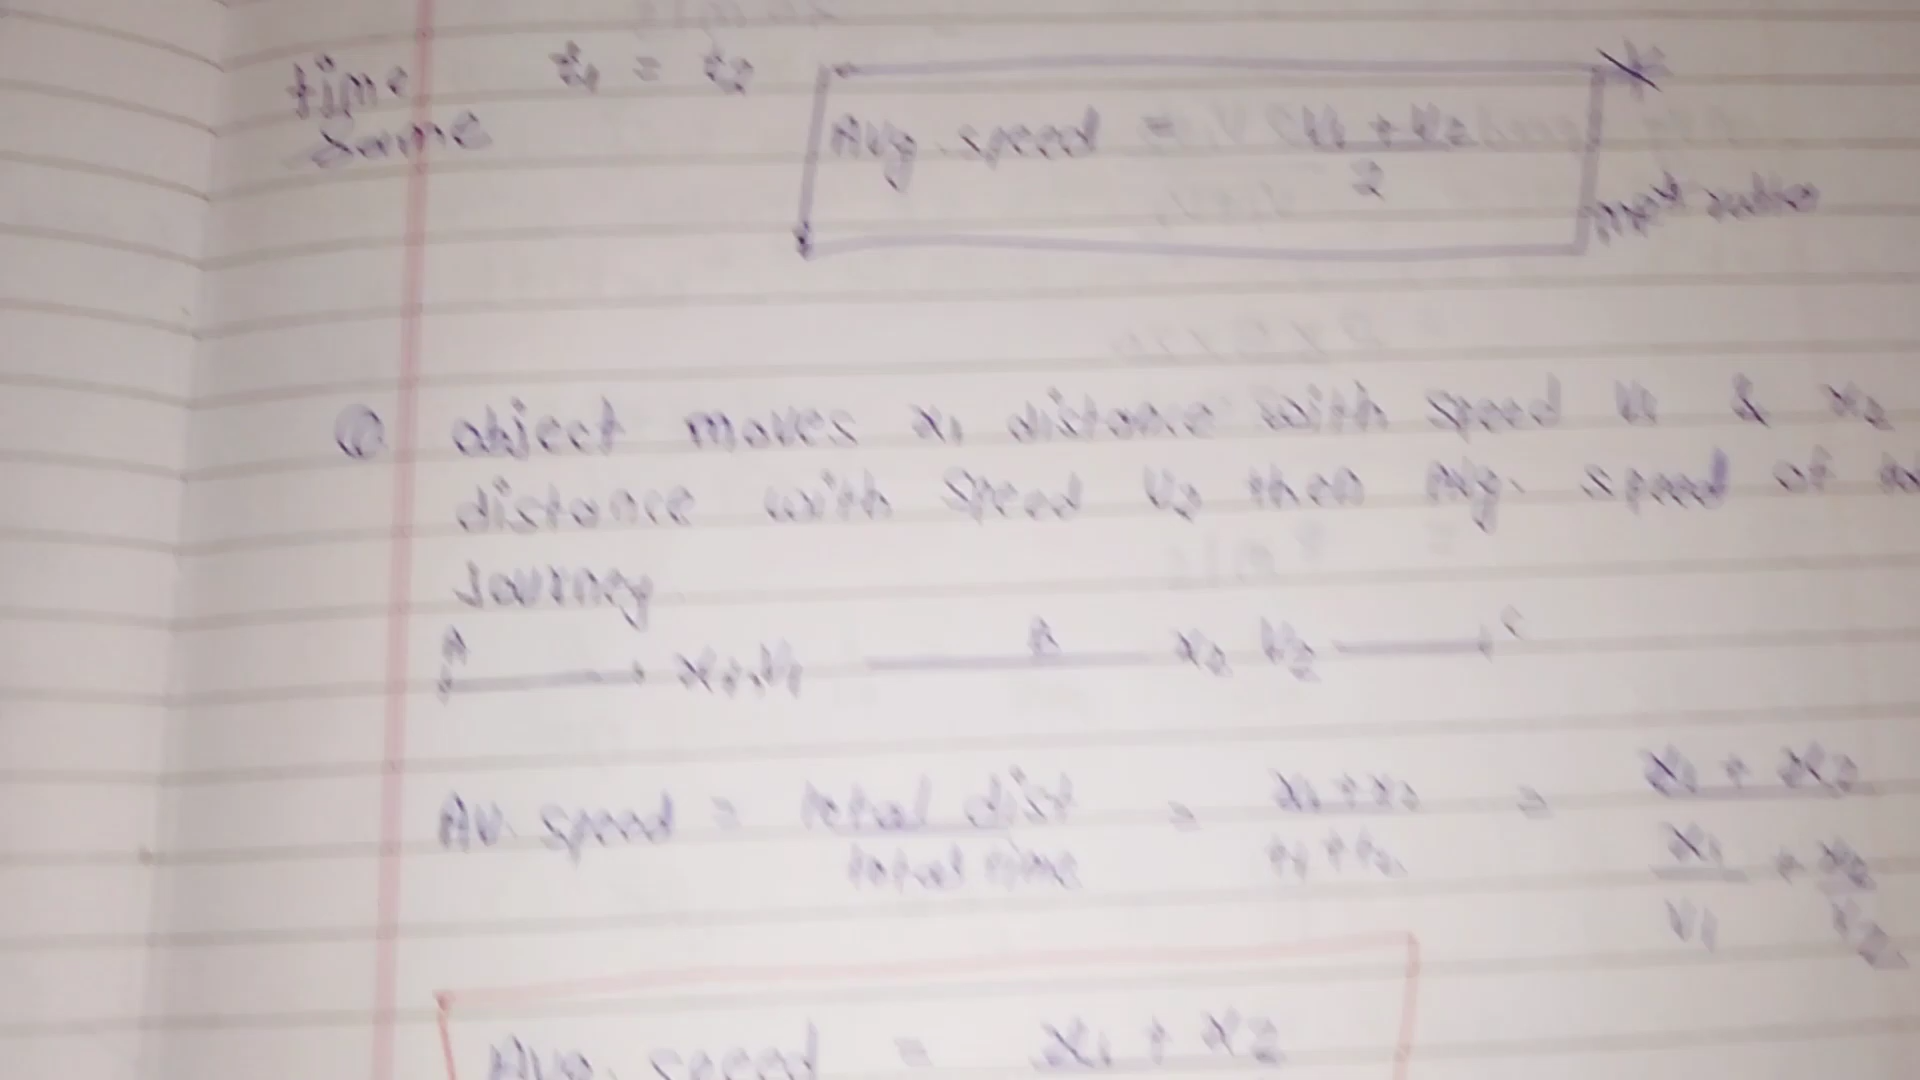 time t₁ = t₂
Same
Avg. speed = v₁ + v₂ / 2
object moves x₁ distance with speed v₁ & x₂
distance with speed v₂ then Avg. speed of
Journey
A x₁ v₁ B x₂ v₂ C
Av. speed = total dist / total time = x₁ + x₂ / t₁ + t₂ = x₁ + x₂ / x₁/v₁ + x₂/v₂
Avg. speed = x₁ + x₂